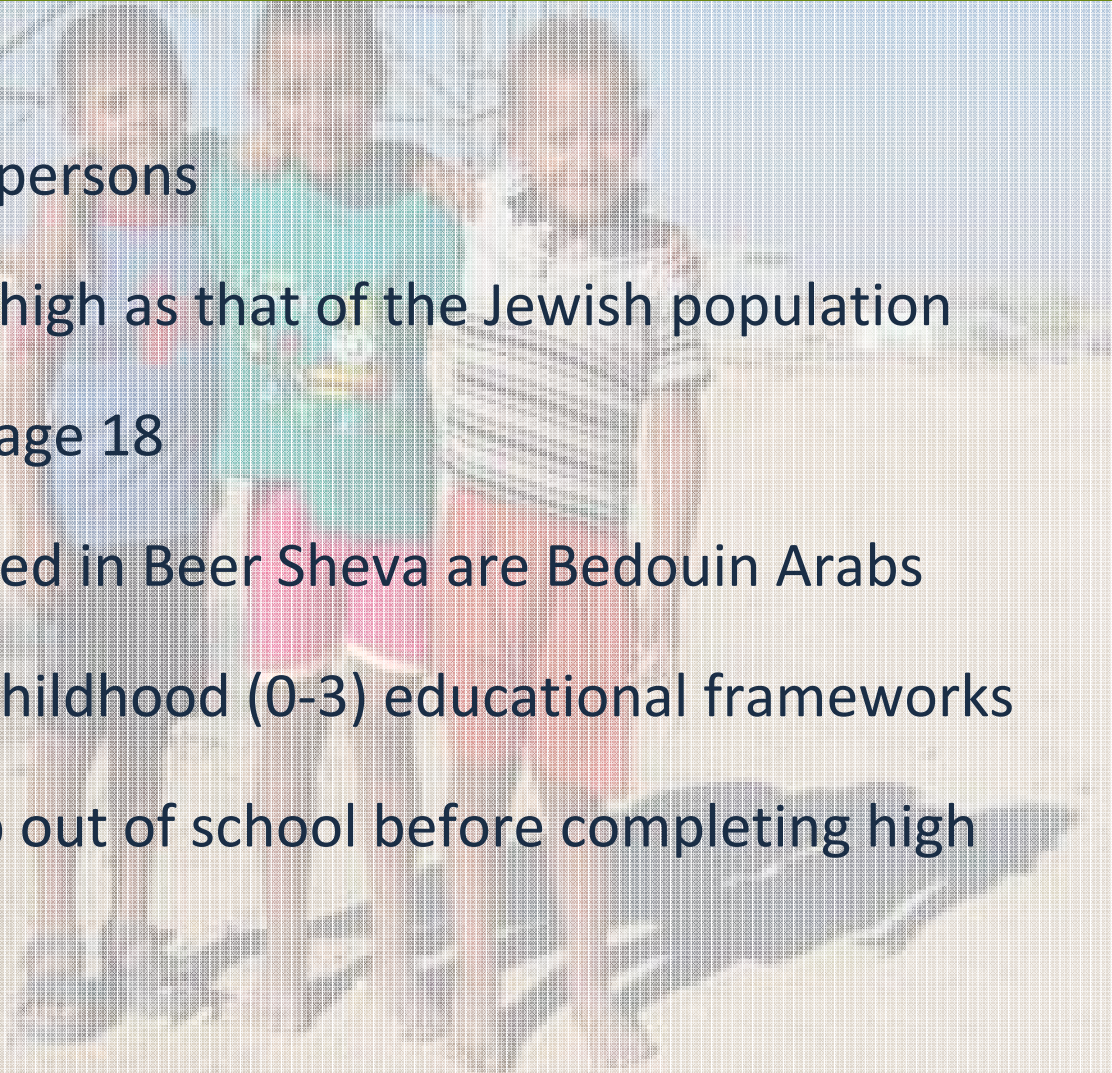 persons
high as that of the Jewish population
age 18
ed in Beer Sheva are Bedouin Arabs
hildhood (0-3) educational frameworks
out of school before completing high